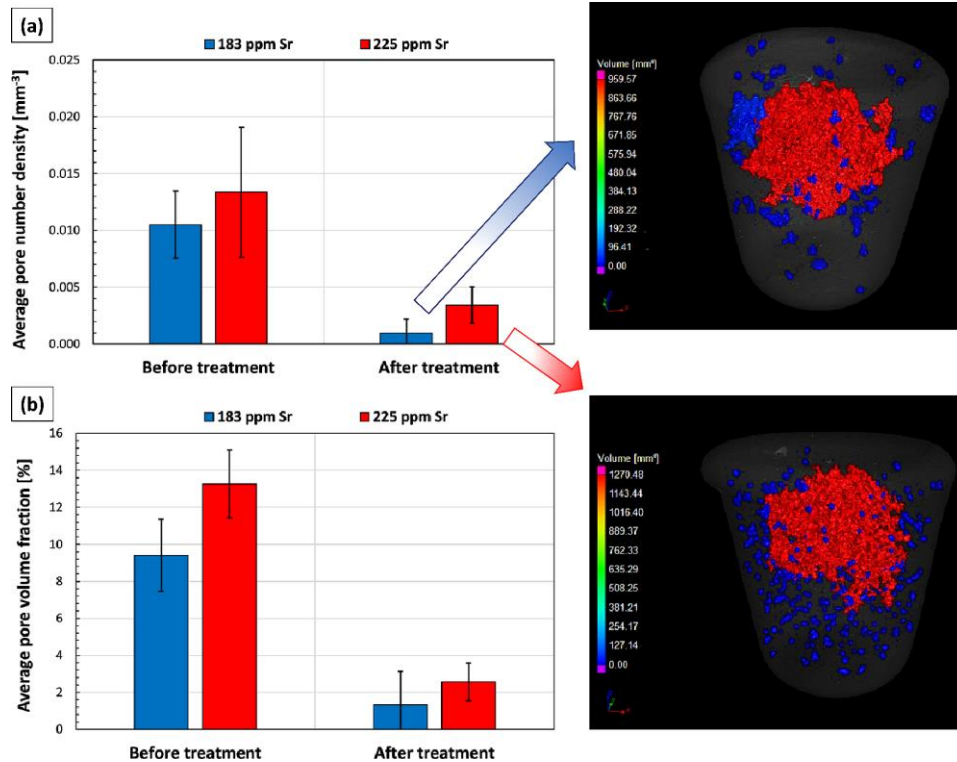 (a)
183 ppm Sr
225 ppm Sr
Average pore number density [mm⁻³]
0.025
0.020
0.015
0.010
0.005
0.000
Before treatment
After treatment
Volume [mm³]
959.57
863.66
767.76
671.85
575.94
480.04
384.13
288.22
192.32
96.41
0.00
(b)
183 ppm Sr
225 ppm Sr
Average pore volume fraction [%]
16
14
12
10
8
6
4
2
0
Before treatment
After treatment
Volume [mm³]
1270.48
1143.44
1016.40
889.37
762.33
635.29
508.25
381.21
254.17
127.14
0.00